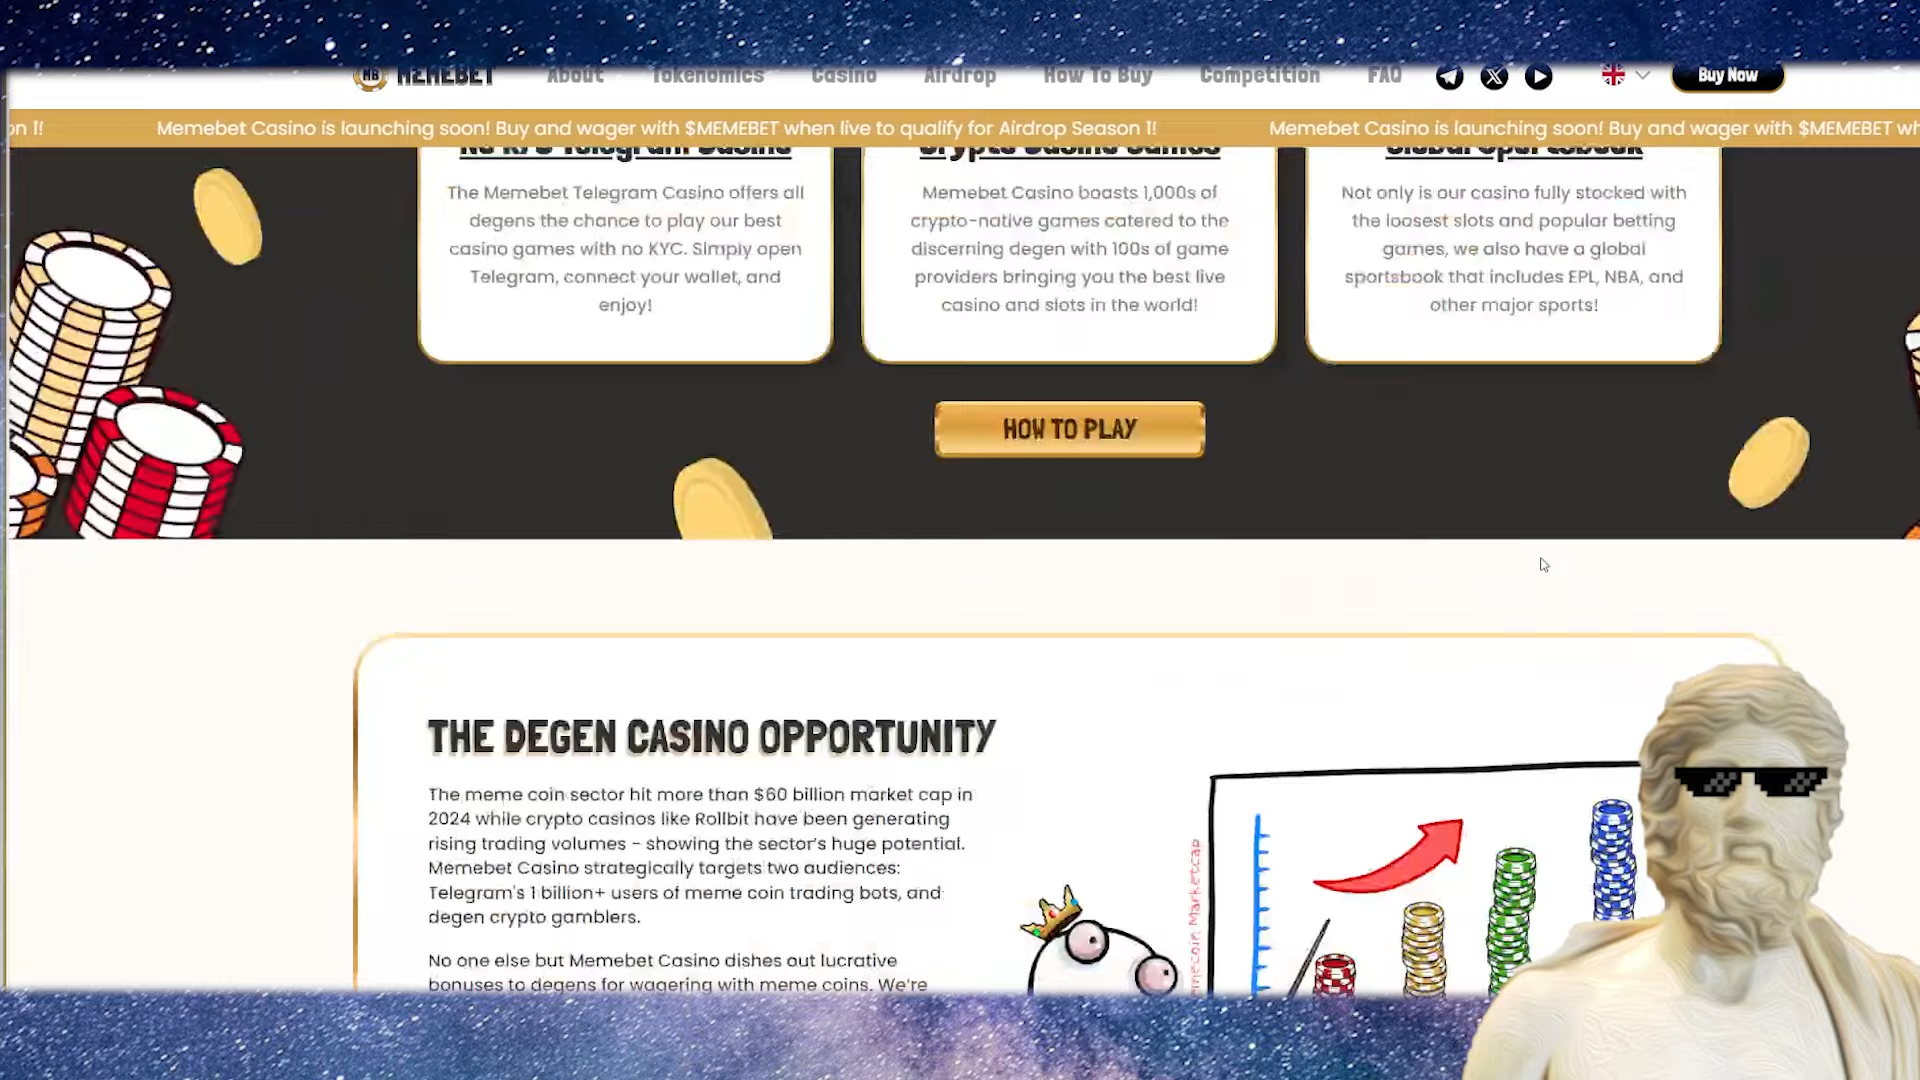 MB MEMEBET About Tokenomics Casino Airdrop How To Buy Competition FAQ Buy Now
on 1! Memebet Casino is launching soon! Buy and wager with $MEMEBET when live to qualify for Airdrop Season 1! Memebet Casino is launching soon! Buy and wager with $MEMEBET wh
No KYC Telegram Casino
The Memebet Telegram Casino offers all
degens the chance to play our best
casino games with no KYC. Simply open
Telegram, connect your wallet, and
enjoy!
Crypto Casino Games
Memebet Casino boasts 1,000s of
crypto-native games catered to the
discerning degen with 100s of game
providers bringing you the best live
casino and slots in the world!
Global Sportsbook
Not only is our casino fully stocked with
the loosest slots and popular betting
games, we also have a global
sportsbook that includes EPL, NBA, and
other major sports!
HOW TO PLAY
THE DEGEN CASINO OPPORTUNITY
The meme coin sector hit more than $60 billion market cap in
2024 while crypto casinos like Rollbit have been generating
rising trading volumes - showing the sector's huge potential.
Memebet Casino strategically targets two audiences:
Telegram's 1 billion+ users of meme coin trading bots, and
degen crypto gamblers.
No one else but Memebet Casino dishes out lucrative
bonuses to degens for wagering with meme coins. We're
memecoin Marketcap